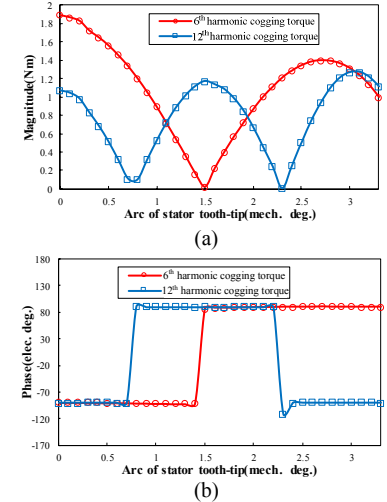 (a)
2
1.8
1.6
1.4
1.2
1
0.8
0.6
0.4
0.2
0
Magnitude(Nm)
6th harmonic cogging torque
12th harmonic cogging torque
0 0.5 1 1.5 2 2.5 3
Arc of stator tooth-tip(mech. deg.)
(a)
180
130
80
30
-20
-70
-120
-170
Phase(elec. deg.)
6th harmonic cogging torque
12th harmonic cogging torque
0 0.5 1 1.5 2 2.5 3
Arc of stator tooth-tip(mech. deg.)
(b)